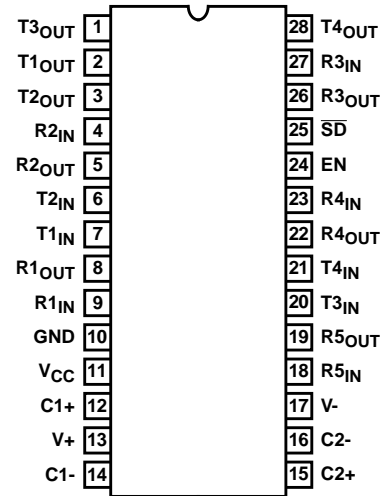 T3OUT 1 28 T4OUT
T1OUT 2 27 R3IN
T2OUT 3 26 R3OUT
R2IN 4 25 S̅D̅
R2OUT 5 24 EN
T2IN 6 23 R4IN
T1IN 7 22 R4OUT
R1OUT 8 21 T4IN
R1IN 9 20 T3IN
GND 10 19 R5OUT
VCC 11 18 R5IN
C1+ 12 17 V-
V+ 13 16 C2-
C1- 14 15 C2+